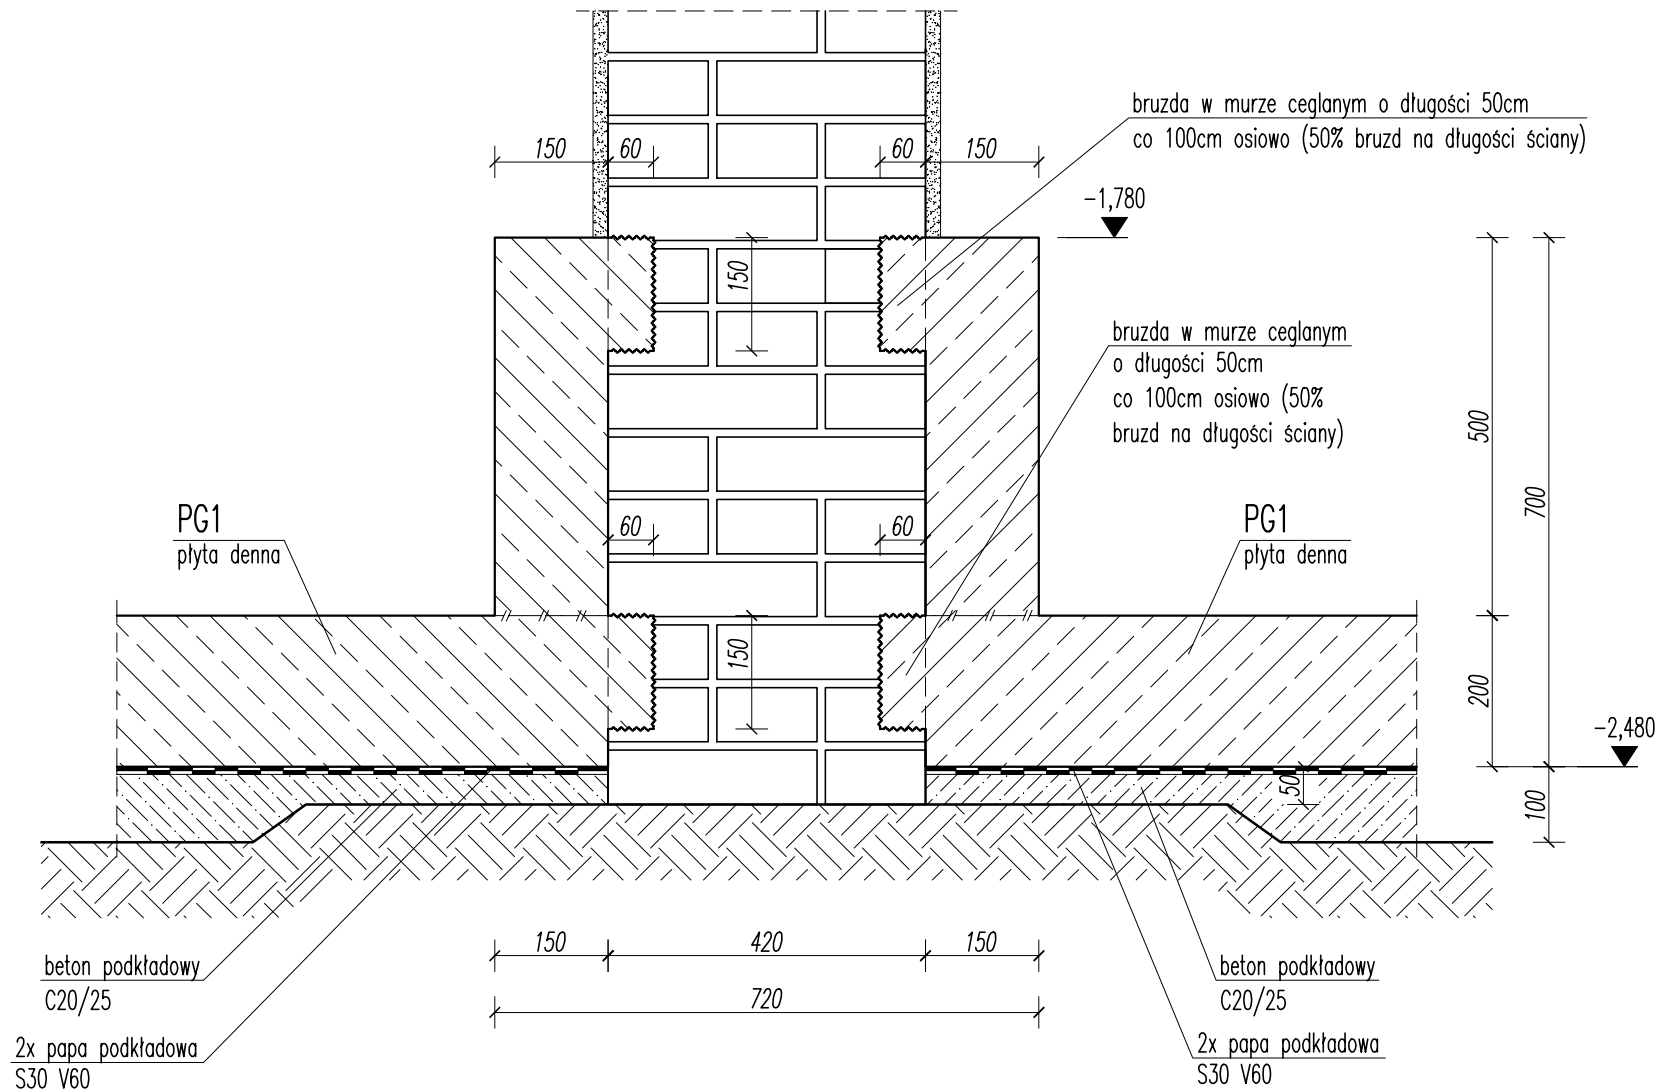 bruzda w murze ceglanym o długości 50cm
co 100cm osiowo (50% bruzd na długości ściany)
150
60
60
150
-1,780
150
bruzda w murze ceglanym
o długości 50cm
co 100cm osiowo (50%
bruzd na długości ściany)
500
700
PG1
płyta denna
60
60
PG1
płyta denna
150
200
-2,480
50
100
150
420
150
beton podkładowy
C20/25
beton podkładowy
C20/25
720
2x papa podkładowa
S30 V60
2x papa podkładowa
S30 V60